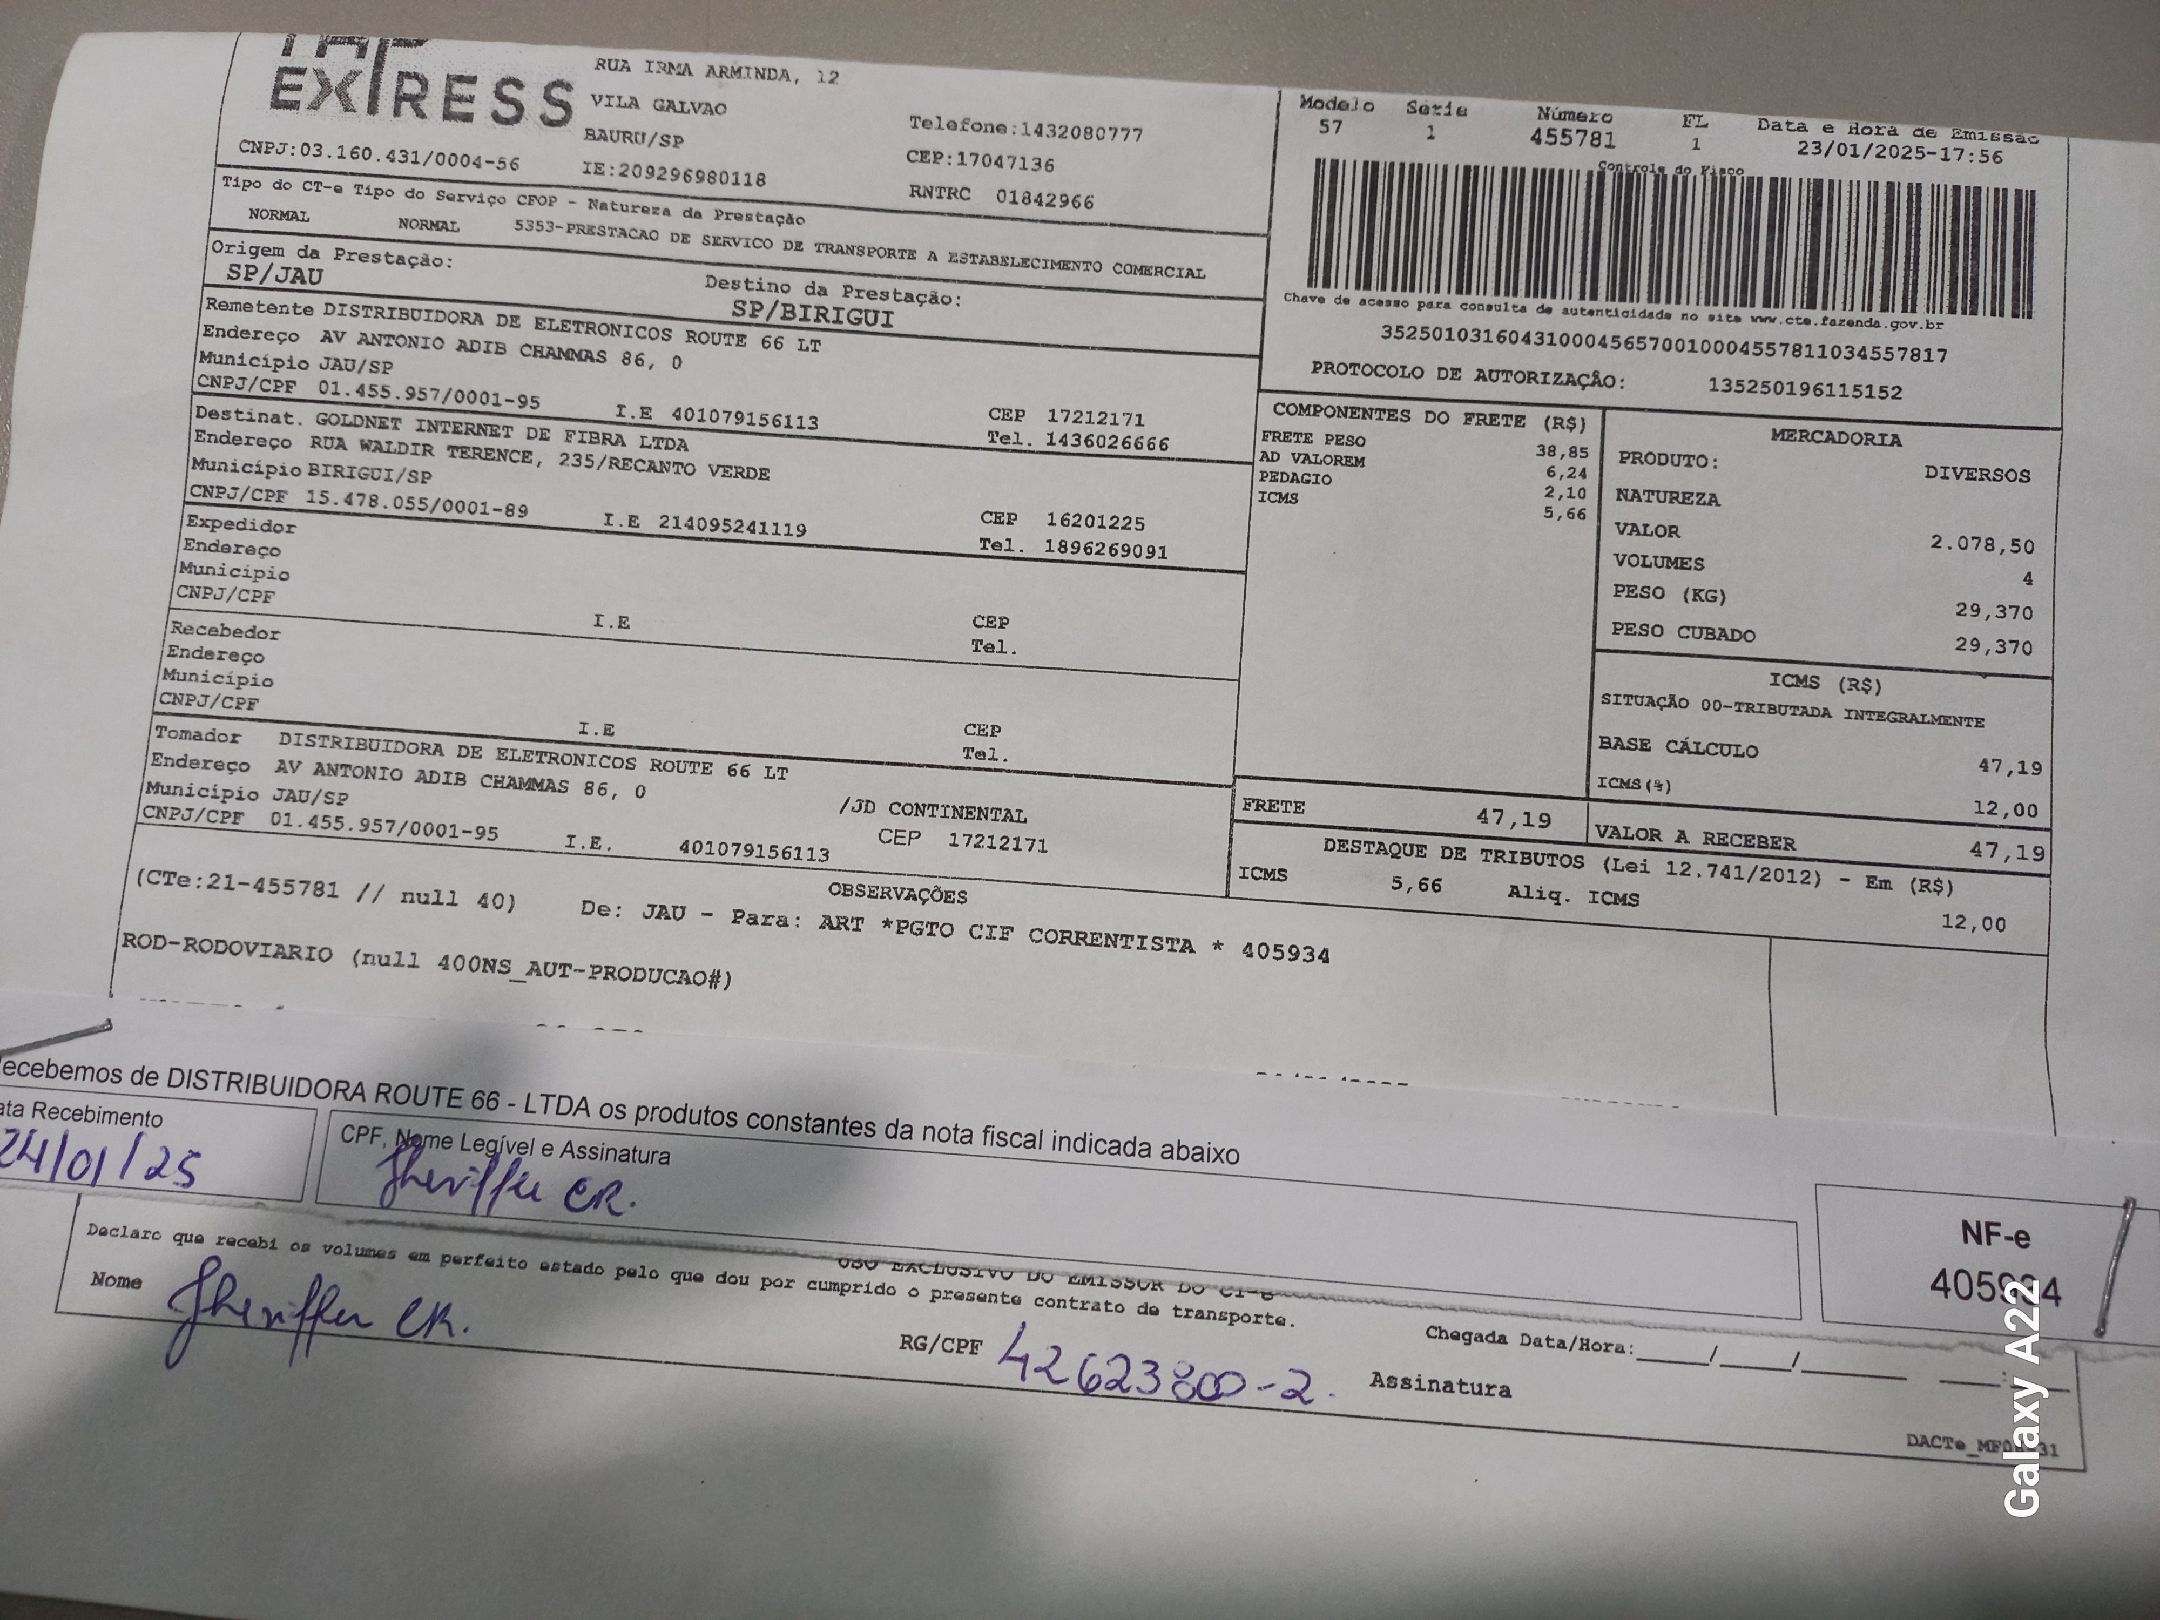 EXPRESS
RUA IRMA ARMINDA, 12
VILA GALVAO
BAURU/SP
Telefone:1432080777
CNPJ:03.160.431/0004-56
IE:209296980118
CEP:17047136
RNTRC 01842966
Modelo Serie Número FL Data e Hora de Emissão
57 1 455781 1 23/01/2025-17:56
Controle do Fisco
Tipo do CT-e Tipo do Serviço CFOP - Natureza da Prestação
NORMAL NORMAL 5353-PRESTACAO DE SERVICO DE TRANSPORTE A ESTABELECIMENTO COMERCIAL
Origem da Prestação: Destino da Prestação:
SP/JAU SP/BIRIGUI
Chave de acesso para consulta de autenticidade no site www.cte.fazenda.gov.br
35250103160431000456570010004557811034557817
PROTOCOLO DE AUTORIZAÇÃO: 135250196115152
Remetente DISTRIBUIDORA DE ELETRONICOS ROUTE 66 LT
Endereço AV ANTONIO ADIB CHAMMAS 86, 0
Município JAU/SP CEP 17212171
CNPJ/CPF 01.455.957/0001-95 I.E 401079156113 Tel. 1436026666
Destinat. GOLDNET INTERNET DE FIBRA LTDA
Endereço RUA WALDIR TERENCE, 235/RECANTO VERDE
Município BIRIGUI/SP CEP 16201225
CNPJ/CPF 15.478.055/0001-89 I.E 214095241119 Tel. 1896269091
Expedidor
Endereço
Município CEP
CNPJ/CPF I.E Tel.
Recebedor
Endereço
Município CEP
CNPJ/CPF I.E Tel.
Tomador DISTRIBUIDORA DE ELETRONICOS ROUTE 66 LT
Endereço AV ANTONIO ADIB CHAMMAS 86, 0 /JD CONTINENTAL
Município JAU/SP CEP 17212171
CNPJ/CPF 01.455.957/0001-95 I.E. 401079156113
COMPONENTES DO FRETE (R$)
FRETE PESO 38,85
AD VALOREM 6,24
PEDAGIO 2,10
ICMS 5,66
MERCADORIA
PRODUTO: DIVERSOS
NATUREZA
VALOR 2.078,50
VOLUMES 4
PESO (KG) 29,370
PESO CUBADO 29,370
ICMS (R$)
SITUAÇÃO 00-TRIBUTADA INTEGRALMENTE
BASE CÁLCULO 47,19
ICMS(%) 12,00
FRETE 47,19 VALOR A RECEBER 47,19
DESTAQUE DE TRIBUTOS (Lei 12.741/2012) - Em (R$)
ICMS 5,66 Aliq. ICMS 12,00
OBSERVAÇÕES
(CTe:21-455781 // null 40) De: JAU - Para: ART *PGTO CIF CORRENTISTA * 405934
ROD-RODOVIARIO (null 400NS_AUT-PRODUCAO#)
ecebemos de DISTRIBUIDORA ROUTE 66 - LTDA os produtos constantes da nota fiscal indicada abaixo
ata Recebimento CPF, Nome Legível e Assinatura
24/01/25
NF-e
405934
USO EXCLUSIVO DO EMISSOR DO CT-e
Declaro que recebi os volumes em perfeito estado pelo que dou por cumprido o presente contrato de transporte.
Nome RG/CPF 42623800-2. Assinatura
Chegada Data/Hora:_____/_____/_______ ____:____
Galaxy A22